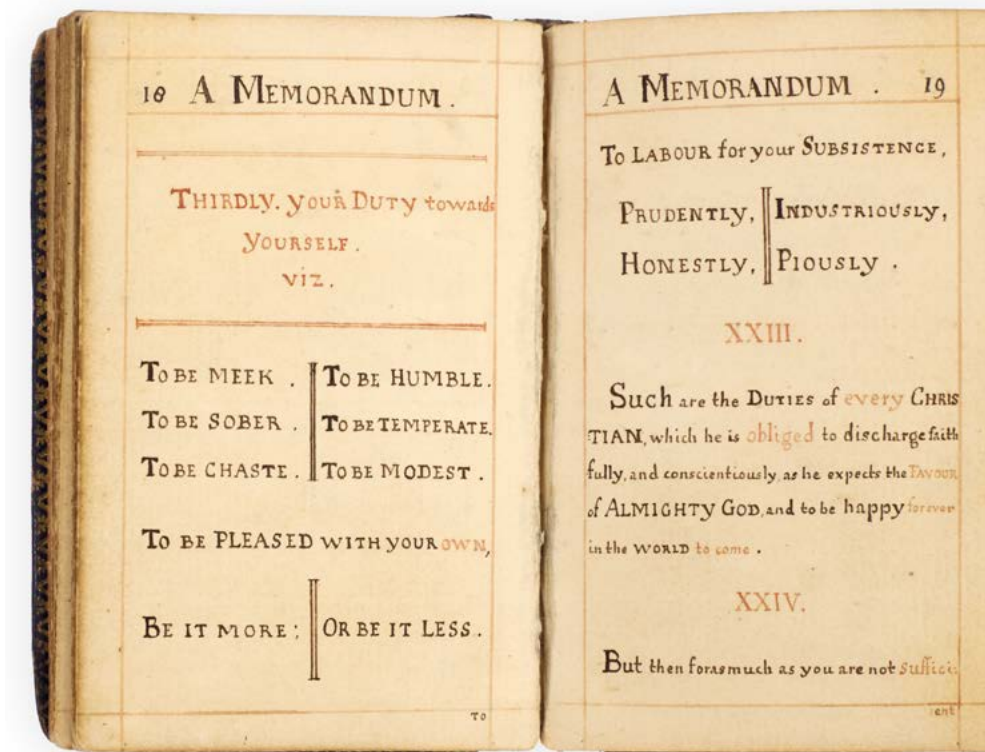 18 A MEMORANDUM.
THIRDLY. YOUR DUTY towards
YOURSELF.
viz.
TO BE MEEK. TO BE HUMBLE.
TO BE SOBER. TO BE TEMPERATE.
TO BE CHASTE. TO BE MODEST.
TO BE PLEASED WITH YOUR OWN,
BE IT MORE; OR BE IT LESS.
To
A MEMORANDUM. 19
To LABOUR for your SUBSISTENCE,
PRUDENTLY, INDUSTRIOUSLY,
HONESTLY, PIOUSLY.
XXIII.
Such are the DUTIES of every CHRIS
TIAN, which he is obliged to discharge faith
fully, and conscientiously, as he expects the FAVOUR
of ALMIGHTY GOD, and to be happy forever
in the WORLD to come.
XXIV.
But then forasmuch as you are not suffici:
ient